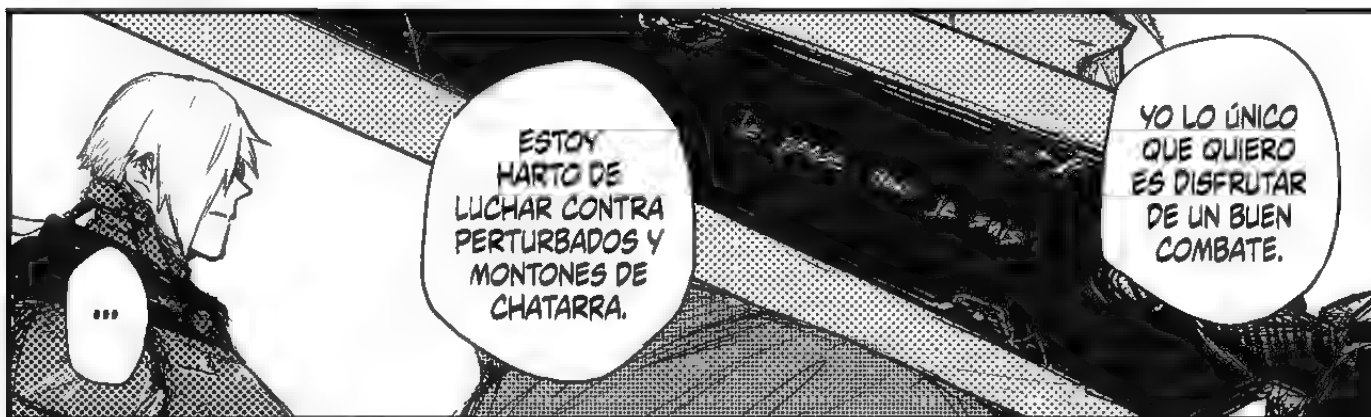 YO LO ÚNICO
QUE QUIERO
ES DISFRUTAR
DE UN BUEN
COMBATE.
ESTOY
HARTO DE
LUCHAR CONTRA
PERTURBADOS Y
MONTONES DE
CHATARRA.
...